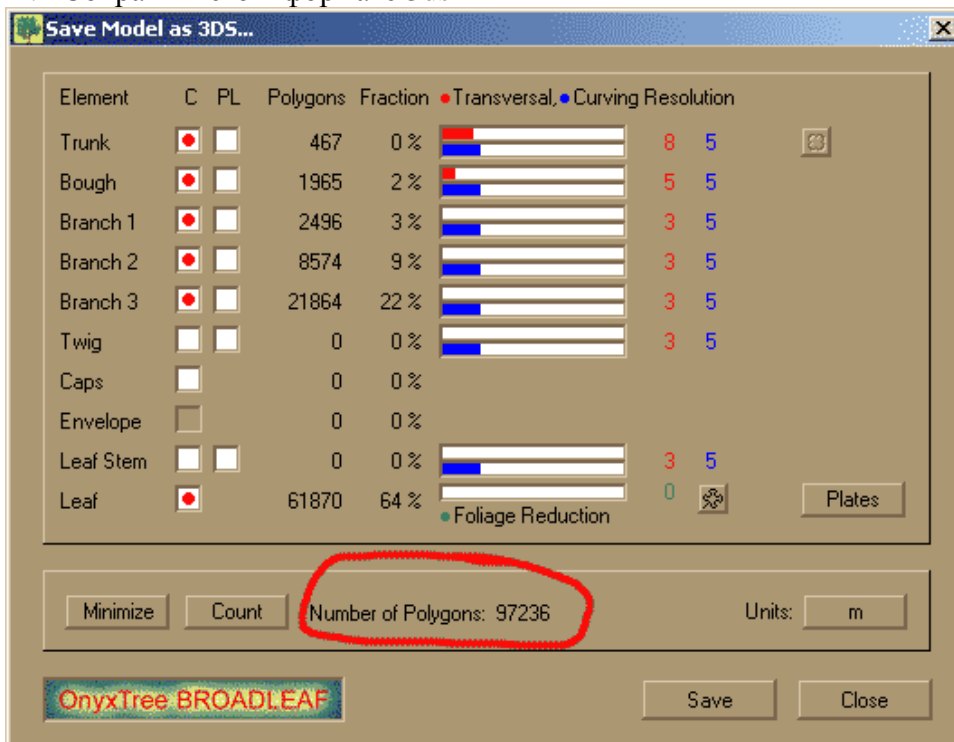 Save Model as 3DS...
Element C PL Polygons Fraction Transversal, Curving Resolution
Trunk 467 0 % 8 5
Bough 1965 2 % 5 5
Branch 1 2496 3 % 3 5
Branch 2 8574 9 % 3 5
Branch 3 21864 22 % 3 5
Twig 0 0 % 3 5
Caps 0 0 %
Envelope 0 0 %
Leaf Stem 0 0 % 3 5
Leaf 61870 64 % 0 Plates
Foliage Reduction
Minimize Count Number of Polygons: 97236 Units: m
OnyxTree BROADLEAF Save Close